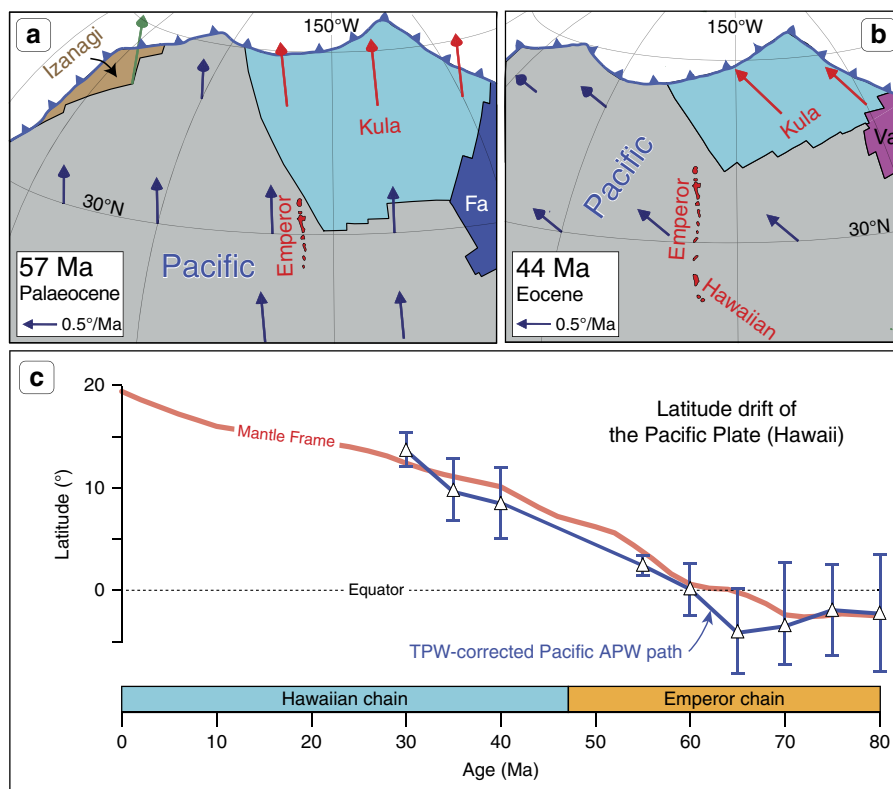 a
150°W
Izanagi
Kula
30°N
Fa
Emperor
Pacific
57 Ma
Palaeocene
0.5°/Ma
b
150°W
Kula
Va
Pacific
Emperor
30°N
Hawaiian
44 Ma
Eocene
0.5°/Ma
c
20
Mantle Frame
Latitude drift of
the Pacific Plate (Hawaii)
10
Latitude (°)
Equator
0
TPW-corrected Pacific APW path
Hawaiian chain
Emperor chain
0
10
20
30
40
50
60
70
80
Age (Ma)